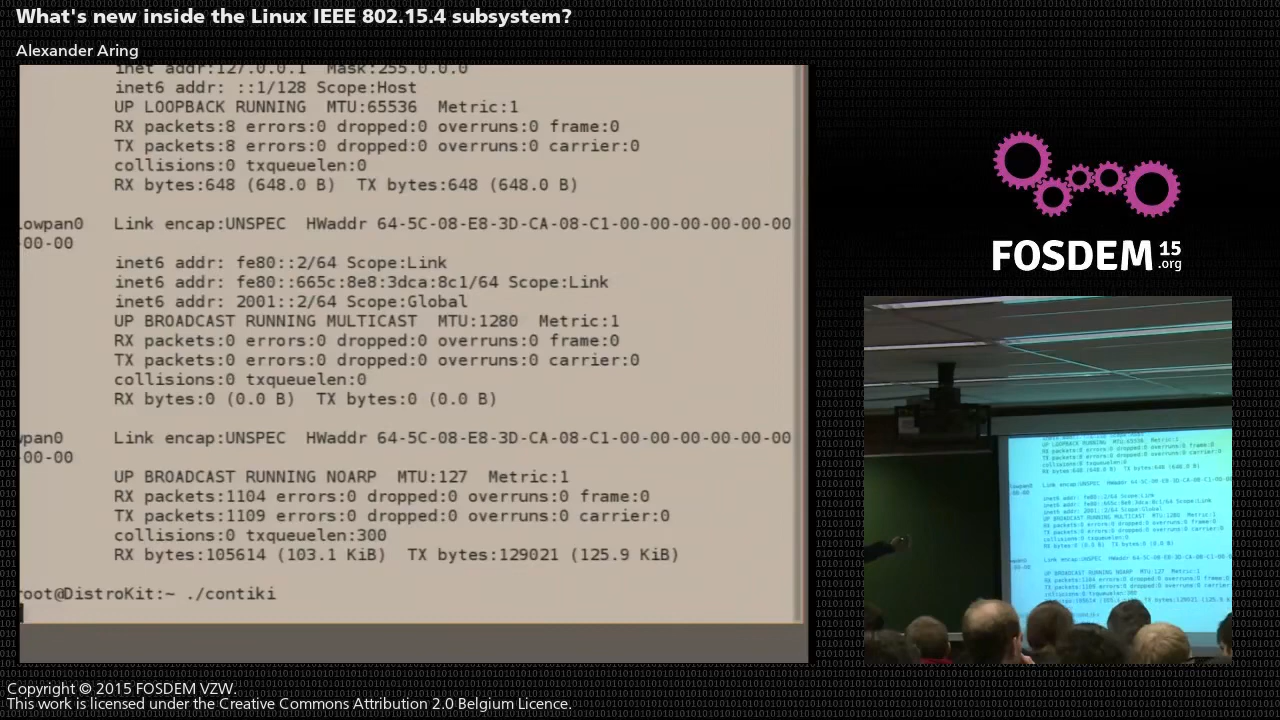 What's new inside the Linux IEEE 802.15.4 subsystem?
Alexander Aring
inet addr:127.0.0.1 Mask:255.0.0.0
inet6 addr: ::1/128 Scope:Host
UP LOOPBACK RUNNING MTU:65536 Metric:1
RX packets:8 errors:0 dropped:0 overruns:0 frame:0
TX packets:8 errors:0 dropped:0 overruns:0 carrier:0
collisions:0 txqueuelen:0
RX bytes:648 (648.0 B) TX bytes:648 (648.0 B)
lowpan0 Link encap:UNSPEC HWaddr 64-5C-08-E8-3D-CA-08-C1-00-00-00-00-00
-00-00
inet6 addr: fe80::2/64 Scope:Link
inet6 addr: fe80::665c:8e8:3dca:8c1/64 Scope:Link
inet6 addr: 2001::2/64 Scope:Global
UP BROADCAST RUNNING MULTICAST MTU:1280 Metric:1
RX packets:0 errors:0 dropped:0 overruns:0 frame:0
TX packets:0 errors:0 dropped:0 overruns:0 carrier:0
collisions:0 txqueuelen:0
RX bytes:0 (0.0 B) TX bytes:0 (0.0 B)
wpan0 Link encap:UNSPEC HWaddr 64-5C-08-E8-3D-CA-08-C1-00-00-00-00-00
-00-00
UP BROADCAST RUNNING NOARP MTU:127 Metric:1
RX packets:1104 errors:0 dropped:0 overruns:0 frame:0
TX packets:1109 errors:0 dropped:0 overruns:0 carrier:0
collisions:0 txqueuelen:300
RX bytes:105614 (103.1 KiB) TX bytes:129021 (125.9 KiB)
root@DistroKit:~ ./contiki
FOSDEM 15
.org
Copyright © 2015 FOSDEM VZW.
This work is licensed under the Creative Commons Attribution 2.0 Belgium Licence.